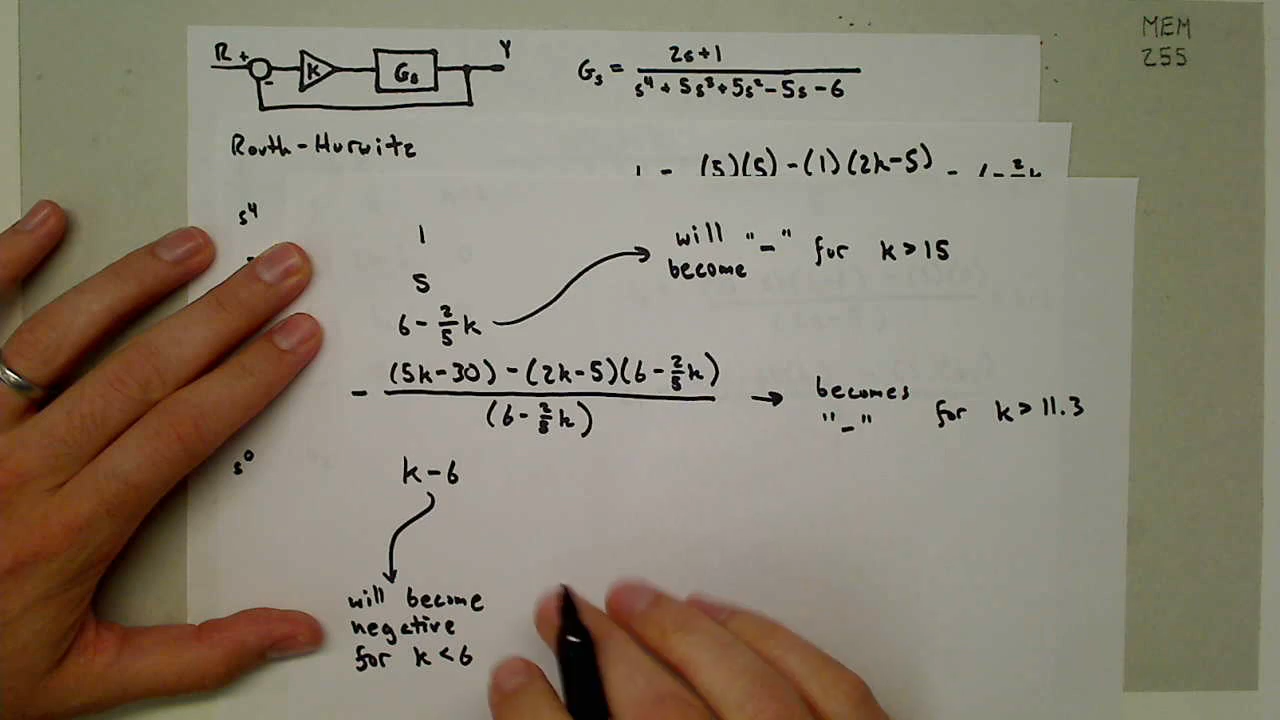 MEM
255
R + - K Gs Y
Gs = 2s+1 / s⁴ + 5s³ + 5s² - 5s - 6
Routh-Hurwitz
(5)(5) - (1)(2k-5)
s⁴
1
will become "-" for k > 15
5
6 - 2/5 k
- (5k-30) - (2k-5)(6 - 2/5 k) / (6 - 2/5 k) → becomes "-" for k > 11.3
s⁰
k - 6
will become
negative
for k < 6